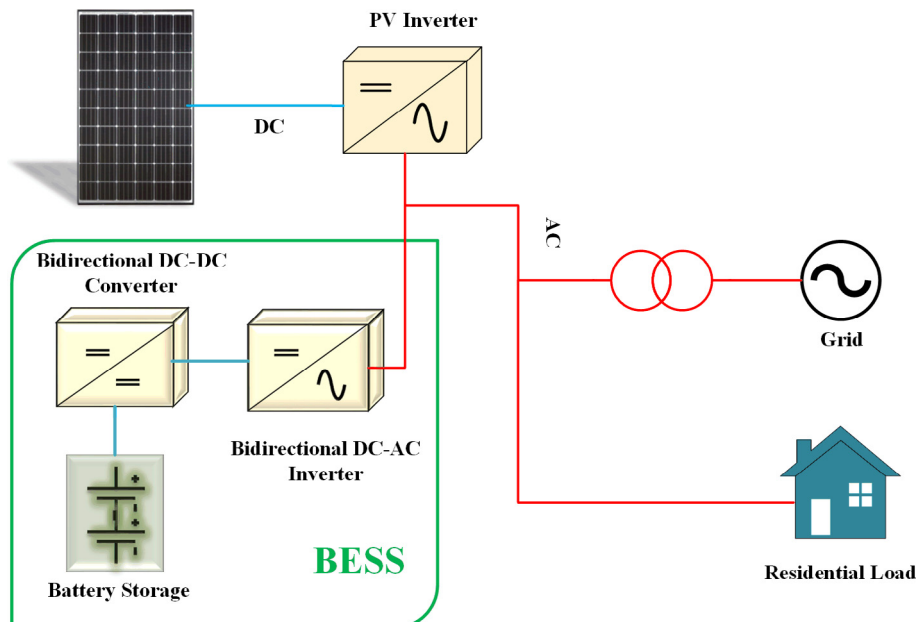 PV Inverter
DC
AC
Bidirectional DC-DC
Converter
Grid
Bidirectional DC-AC
Inverter
BESS
Battery Storage
Residential Load